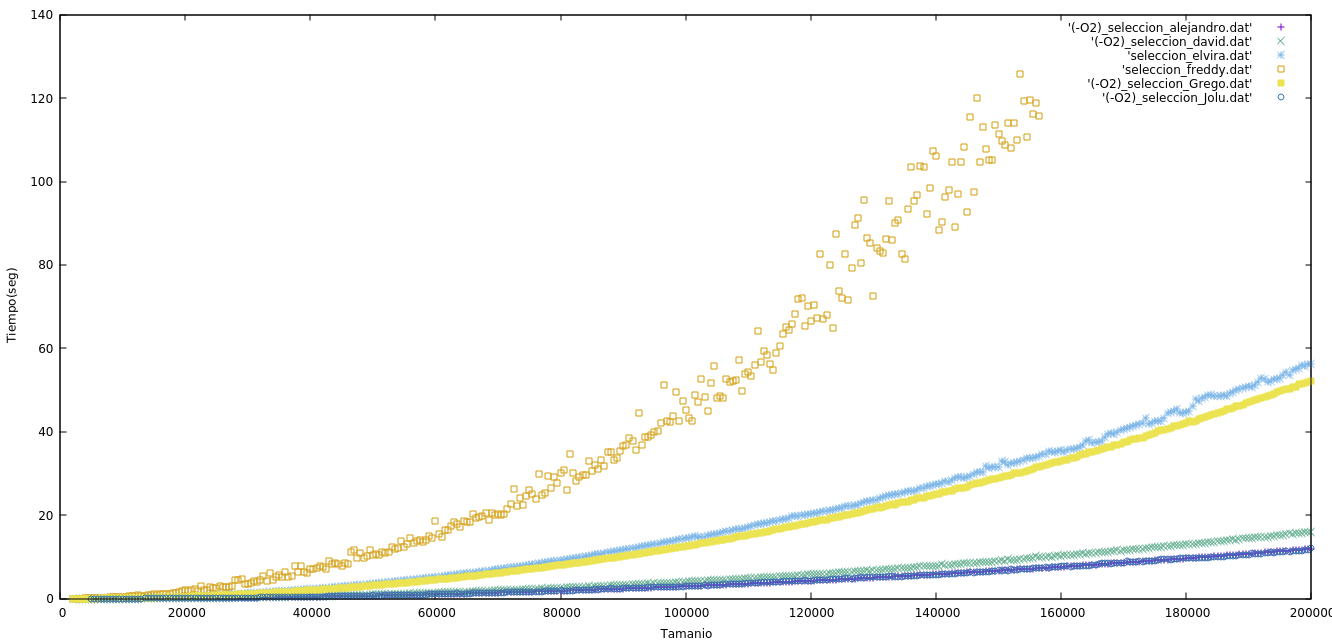 140
120
100
80
60
40
20
0
Tiempo(seg)
'(-O2)_seleccion_alejandro.dat'
'(-O2)_seleccion_david.dat'
'seleccion_elvira.dat'
'seleccion_freddy.dat'
'(-O2)_seleccion_Grego.dat'
'(-O2)_seleccion_Jolu.dat'
0 20000 40000 60000 80000 100000 120000 140000 160000 180000 200000
Tamanio